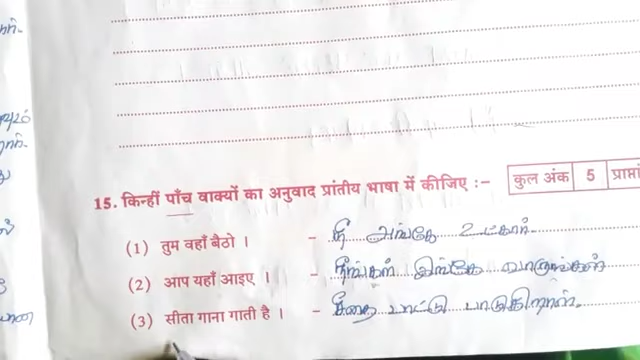 15. किन्हीं पाँच वाक्यों का अनुवाद प्रांतीय भाषा में कीजिए :- कुल अंक 5 प्राप्तां
(1) तुम वहाँ बैठो । - நீ அங்கே உட்கார்.
(2) आप यहाँ आइए । - நீங்கள் இங்கே வாருங்கள்
(3) सीता गाना गाती है । - சீதை பாட்டு பாடுகிறாள்.